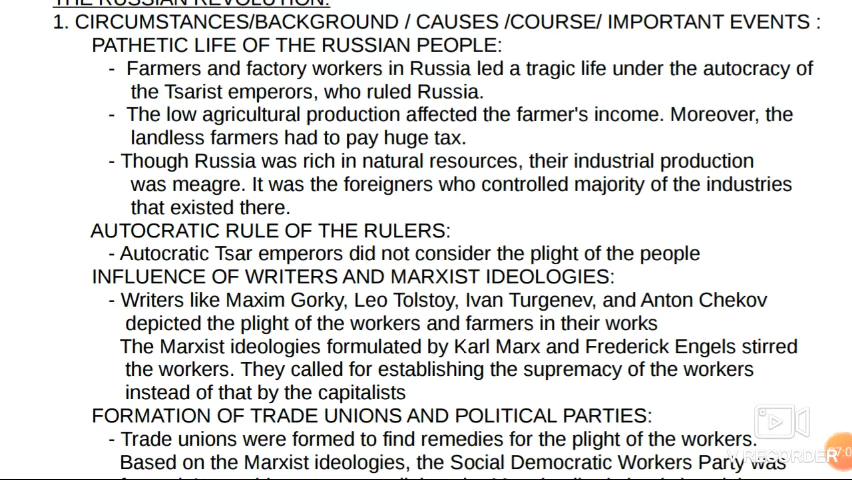 THE RUSSIAN REVOLUTION:
1. CIRCUMSTANCES/BACKGROUND / CAUSES /COURSE/ IMPORTANT EVENTS :
PATHETIC LIFE OF THE RUSSIAN PEOPLE:
- Farmers and factory workers in Russia led a tragic life under the autocracy of
the Tsarist emperors, who ruled Russia.
- The low agricultural production affected the farmer's income. Moreover, the
landless farmers had to pay huge tax.
- Though Russia was rich in natural resources, their industrial production
was meagre. It was the foreigners who controlled majority of the industries
that existed there.
AUTOCRATIC RULE OF THE RULERS:
- Autocratic Tsar emperors did not consider the plight of the people
INFLUENCE OF WRITERS AND MARXIST IDEOLOGIES:
- Writers like Maxim Gorky, Leo Tolstoy, Ivan Turgenev, and Anton Chekov
depicted the plight of the workers and farmers in their works
The Marxist ideologies formulated by Karl Marx and Frederick Engels stirred
the workers. They called for establishing the supremacy of the workers
instead of that by the capitalists
FORMATION OF TRADE UNIONS AND POLITICAL PARTIES:
- Trade unions were formed to find remedies for the plight of the workers.
Based on the Marxist ideologies, the Social Democratic Workers Party was
V RECORDER